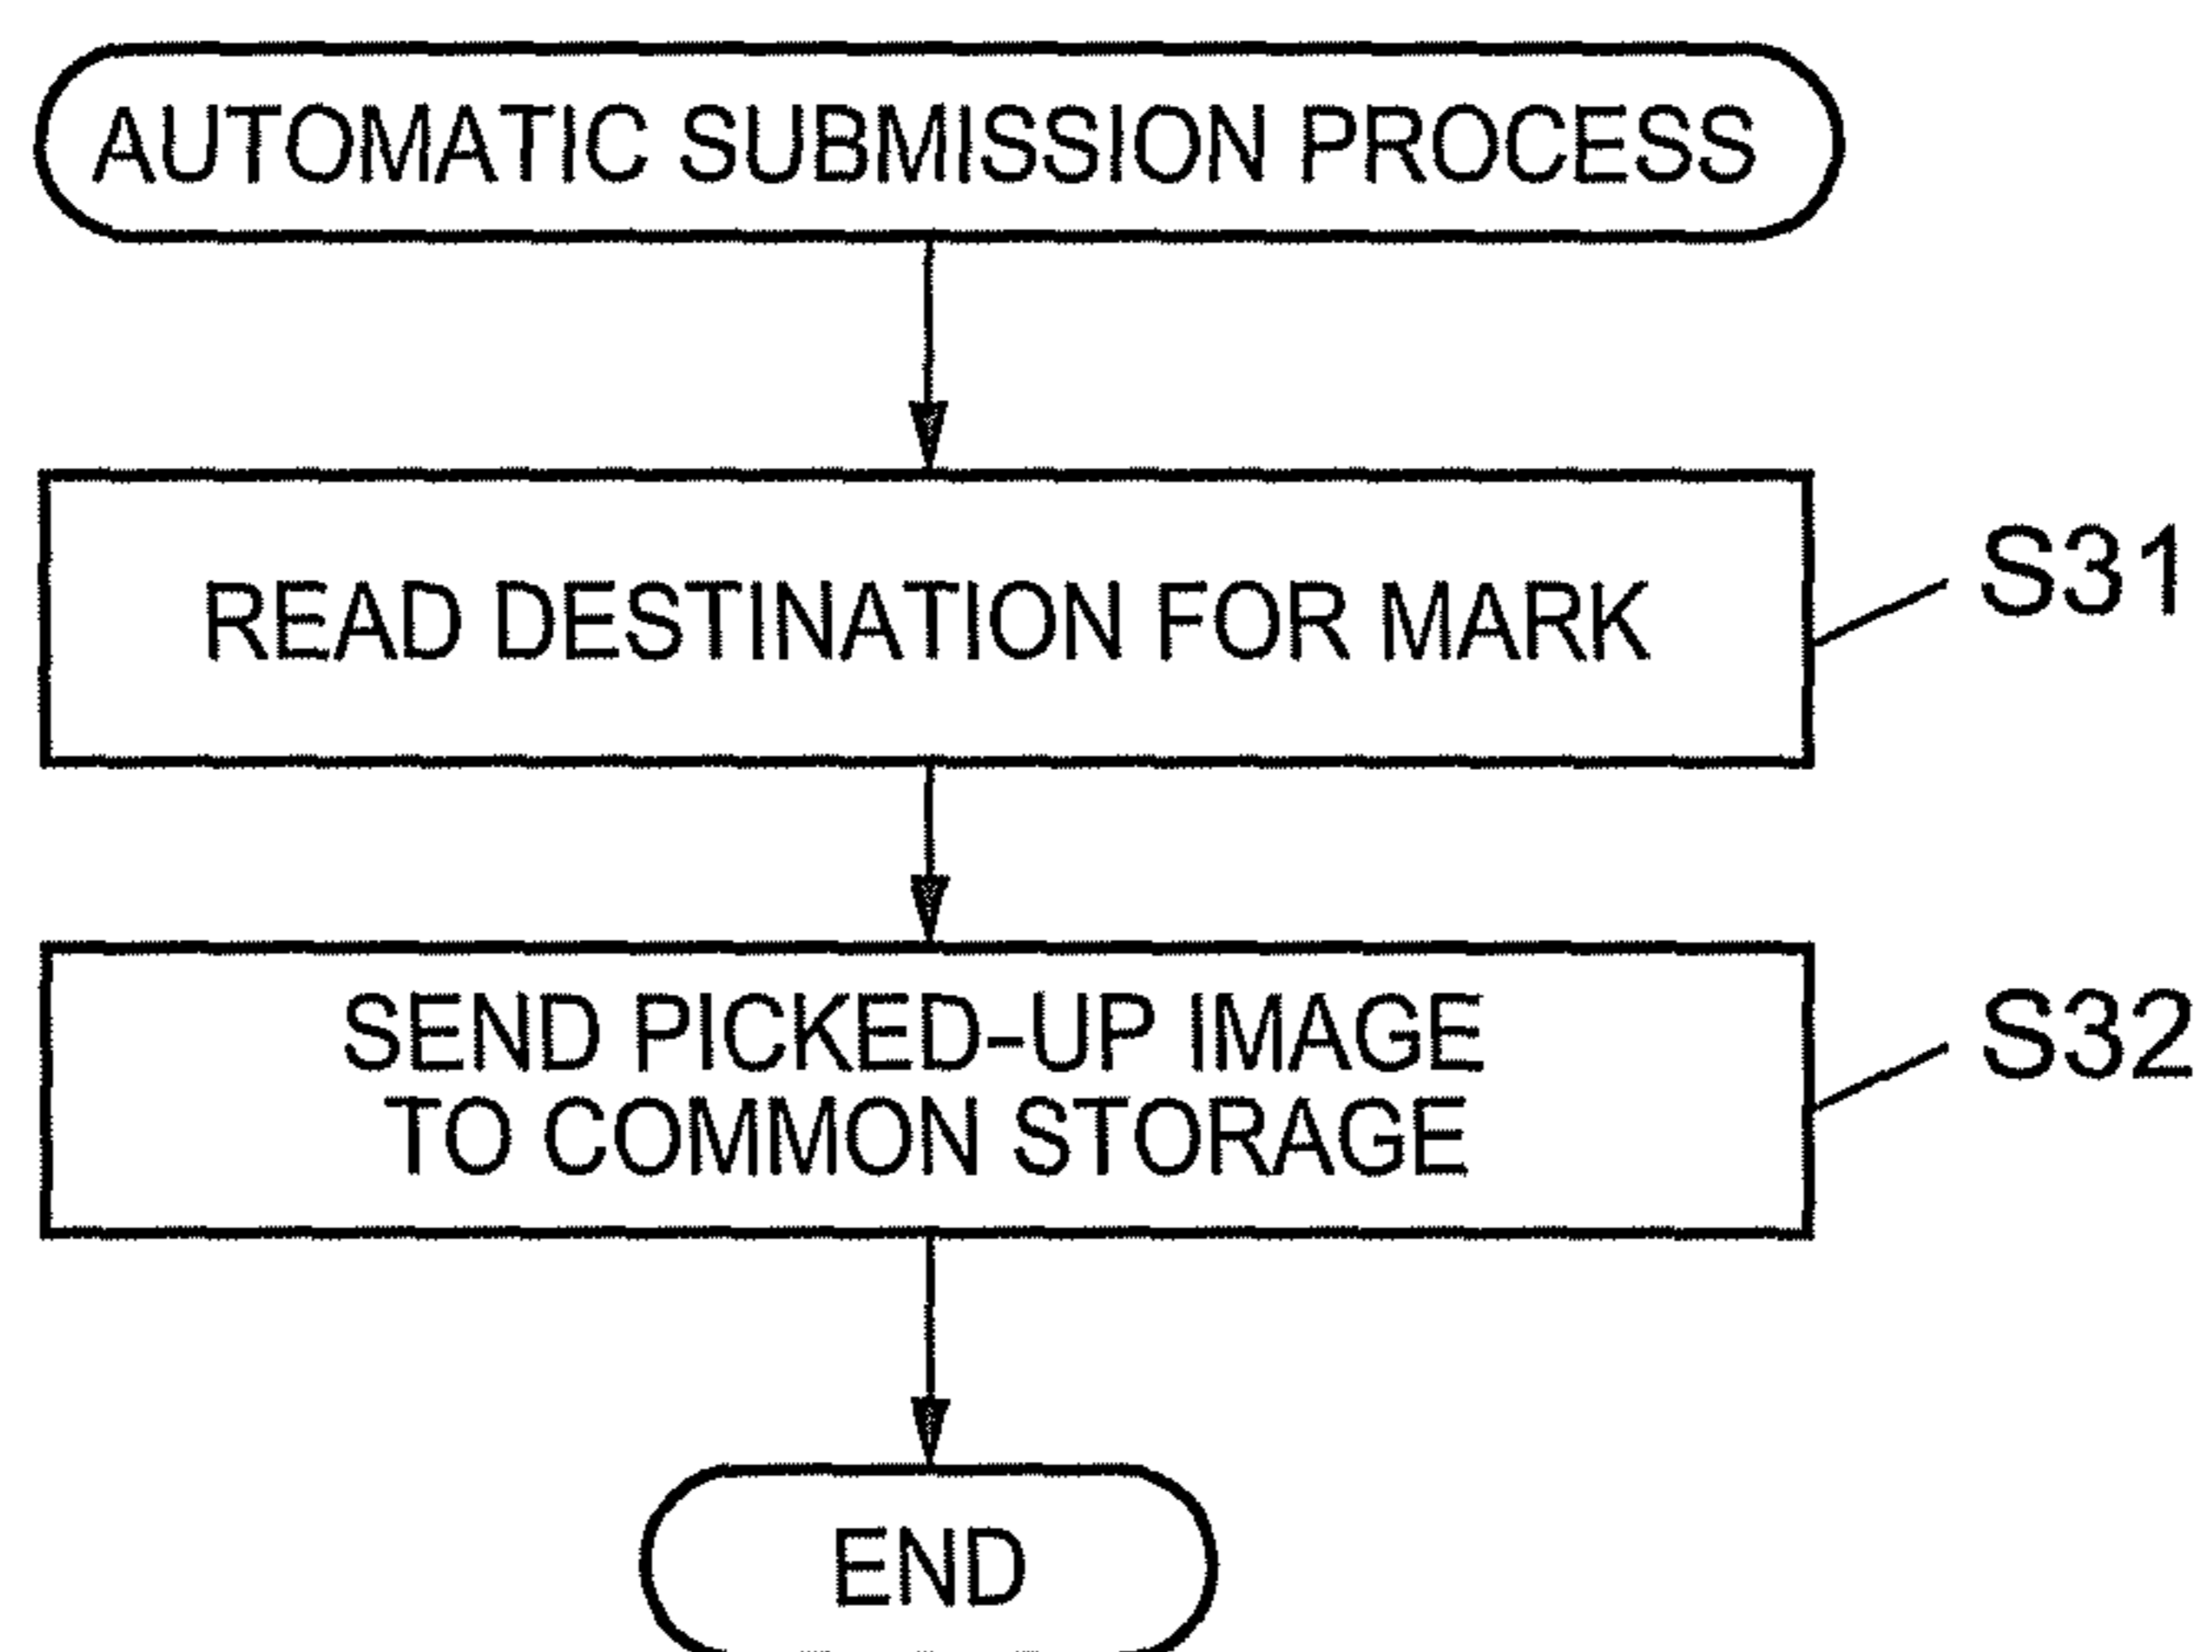 AUTOMATIC SUBMISSION PROCESS
READ DESTINATION FOR MARK
S31
SEND PICKED-UP IMAGE
TO COMMON STORAGE
S32
END